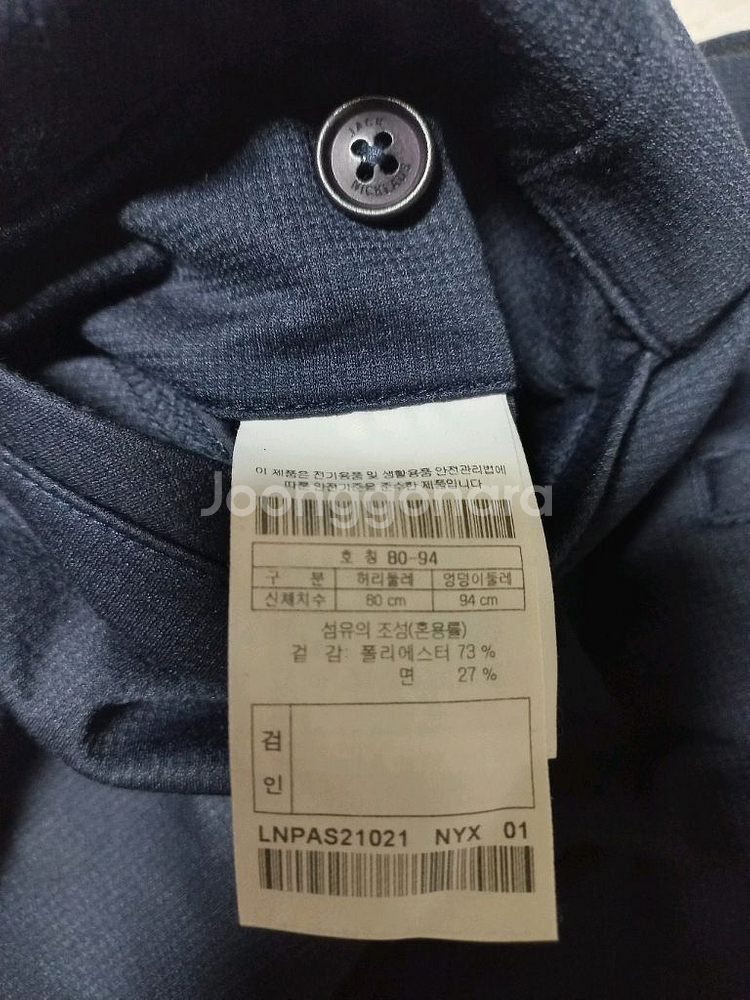 JACK
NICKLAUS
이 제품은 전기용품 및 생활용품 안전관리법에
따른 안전기준을 준수한 제품입니다
Joonggonara
호 칭 80-94
구 분 허리둘레 엉덩이둘레
신체치수 80 cm 94 cm
섬유의 조성(혼용률)
겉 감: 폴리에스터 73 %
면 27 %
검
인
LNPAS21021 NYX 01